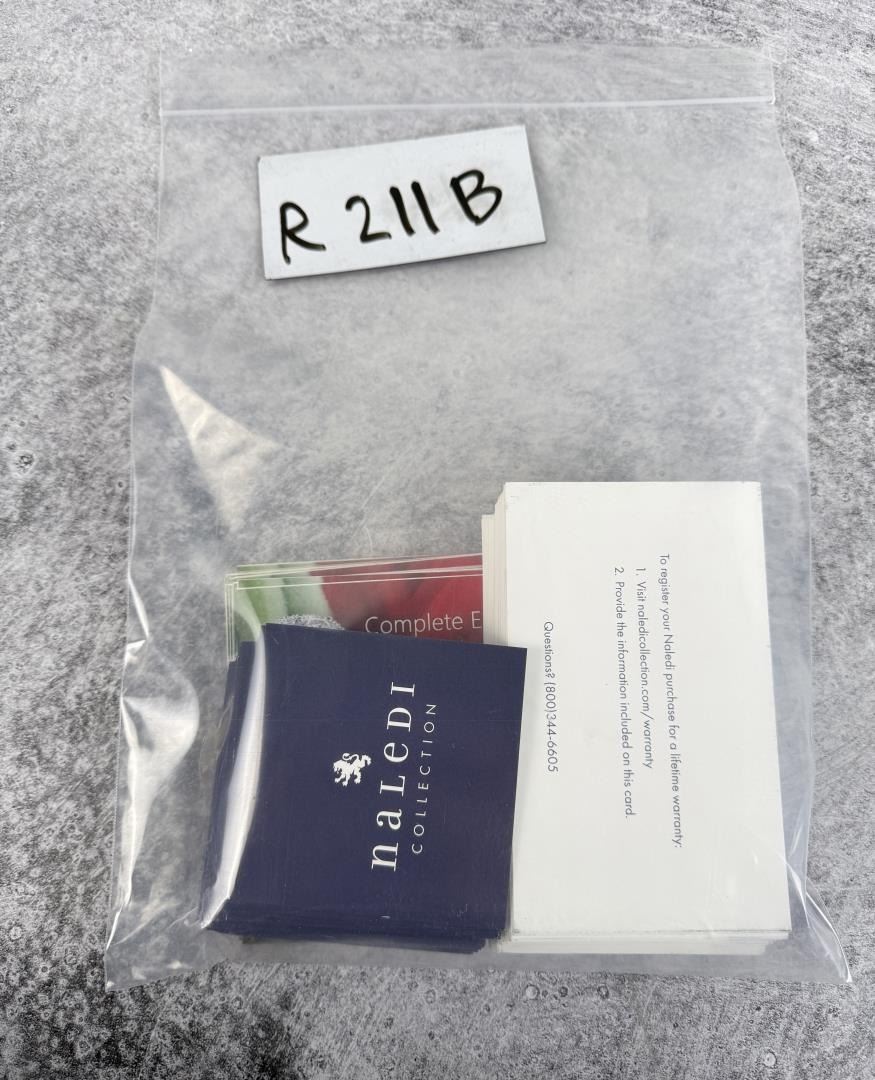 R 211 B
Complete E
naLEDI
COLLECTION
To register your Naledi purchase for a lifetime warranty:
1. Visit naledicollection.com/warranty
2. Provide the information included on this card.
Questions? (800)344-6605